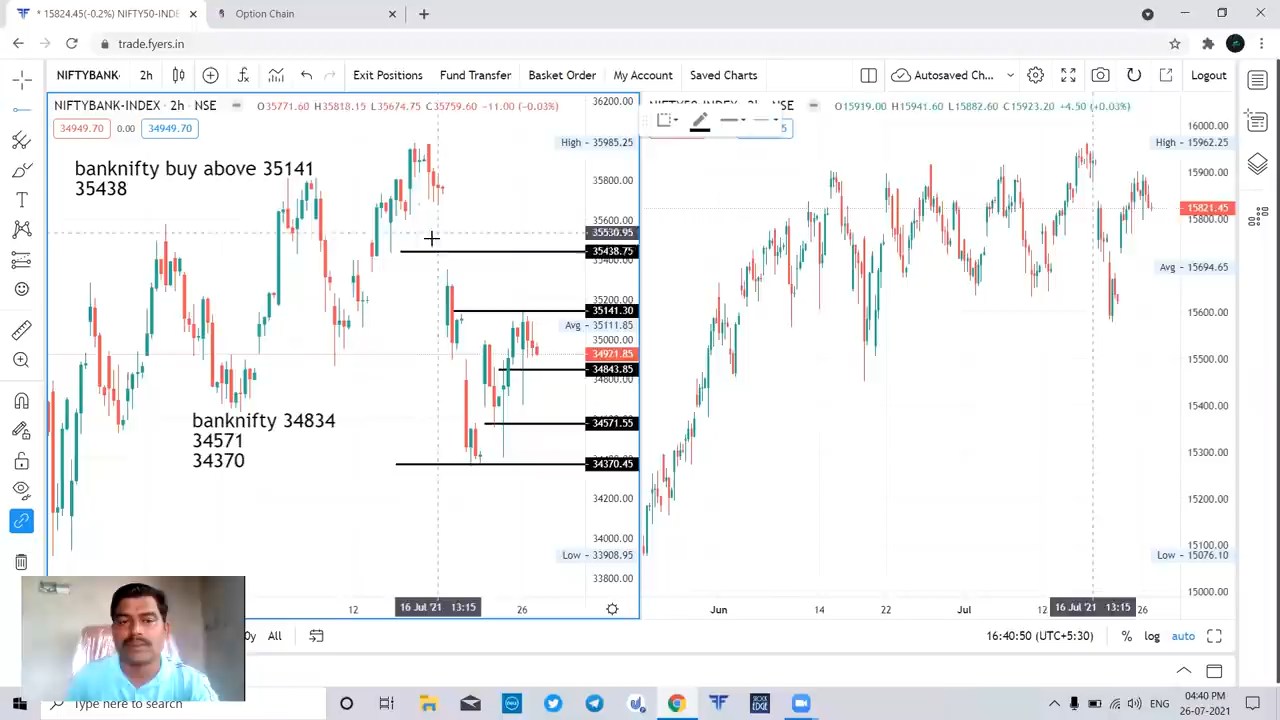 * 15824.45(-0.2%) NIFTY50-INDE
Option Chain
trade.fyers.in
NIFTYBANK- 2h Exit Positions Fund Transfer Basket Order My Account Saved Charts Autosaved Ch... Logout
NIFTYBANK-INDEX · 2h · NSE O35771.60 H35818.15 L35674.75 C35759.60 −11.00 (−0.03%)
34949.70 0.00 34949.70
banknifty buy above 35141
35438
banknifty 34834
34571
34370
36200.00
High - 35985.25
35800.00
35600.00
35530.95
35438.75
35400.00
35200.00
35141.30
Avg - 35111.85
35000.00
34921.85
34843.85
34800.00
34571.55
34370.45
34200.00
34000.00
Low - 33908.95
33800.00
12 16 Jul '21 13:15 26
O15919.00 H15941.60 L15882.60 C15923.20 +4.50 (+0.03%)
16000.00
High - 15962.25
15900.00
15821.45
15800.00
Avg - 15694.65
15600.00
15500.00
15400.00
15300.00
15200.00
15100.00
Low - 15076.10
15000.00
Jun 14 22 Jul 12 16 Jul '21 13:15 26
All 16:40:50 (UTC+5:30) % log auto
Type here to search
ENG
04:40 PM
26-07-2021